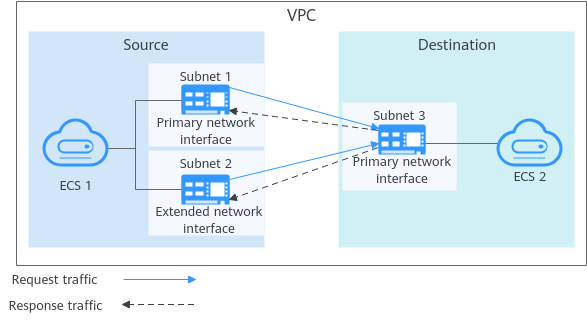 VPC
Source
Destination
Subnet 1
Primary network
interface
Subnet 2
Extended network
interface
ECS 1
Subnet 3
Primary network
interface
ECS 2
Request traffic
Response traffic